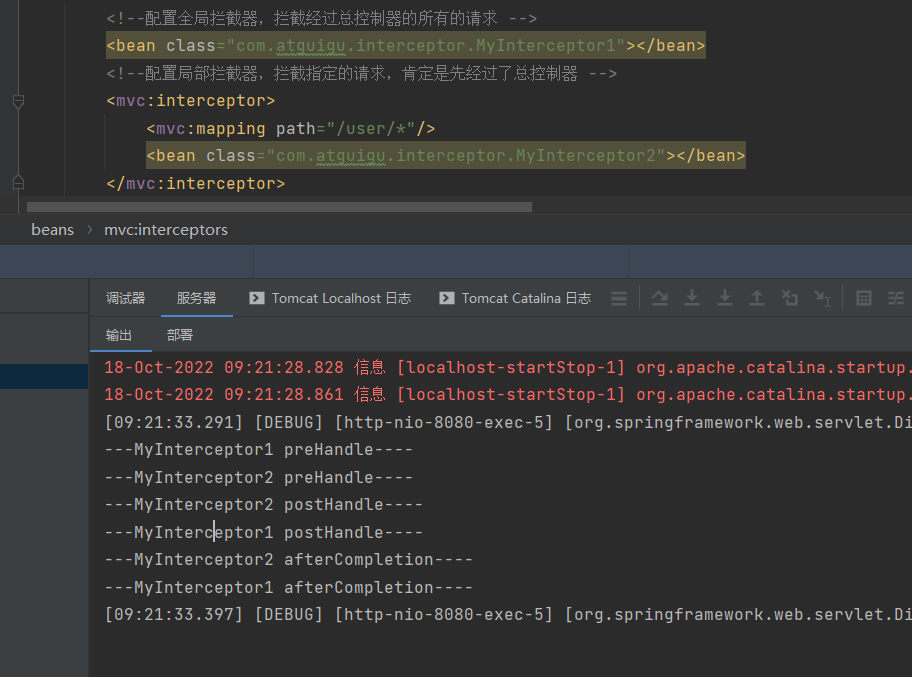 <!--配置全局拦截器，拦截经过总控制器的所有的请求 -->
<bean class="com.atguigu.interceptor.MyInterceptor1"></bean>
<!--配置局部拦截器，拦截指定的请求，肯定是先经过了总控制器 -->
<mvc:interceptor>
<mvc:mapping path="/user/*"/>
<bean class="com.atguigu.interceptor.MyInterceptor2"></bean>
</mvc:interceptor>
beans › mvc:interceptors
调试器 服务器 Tomcat Localhost 日志 Tomcat Catalina 日志
输出 部署
18-Oct-2022 09:21:28.828 信息 [localhost-startStop-1] org.apache.catalina.startup.
18-Oct-2022 09:21:28.861 信息 [localhost-startStop-1] org.apache.catalina.startup.
[09:21:33.291] [DEBUG] [http-nio-8080-exec-5] [org.springframework.web.servlet.Di
---MyInterceptor1 preHandle----
---MyInterceptor2 preHandle----
---MyInterceptor2 postHandle----
---MyInterceptor1 postHandle----
---MyInterceptor2 afterCompletion----
---MyInterceptor1 afterCompletion----
[09:21:33.397] [DEBUG] [http-nio-8080-exec-5] [org.springframework.web.servlet.Di